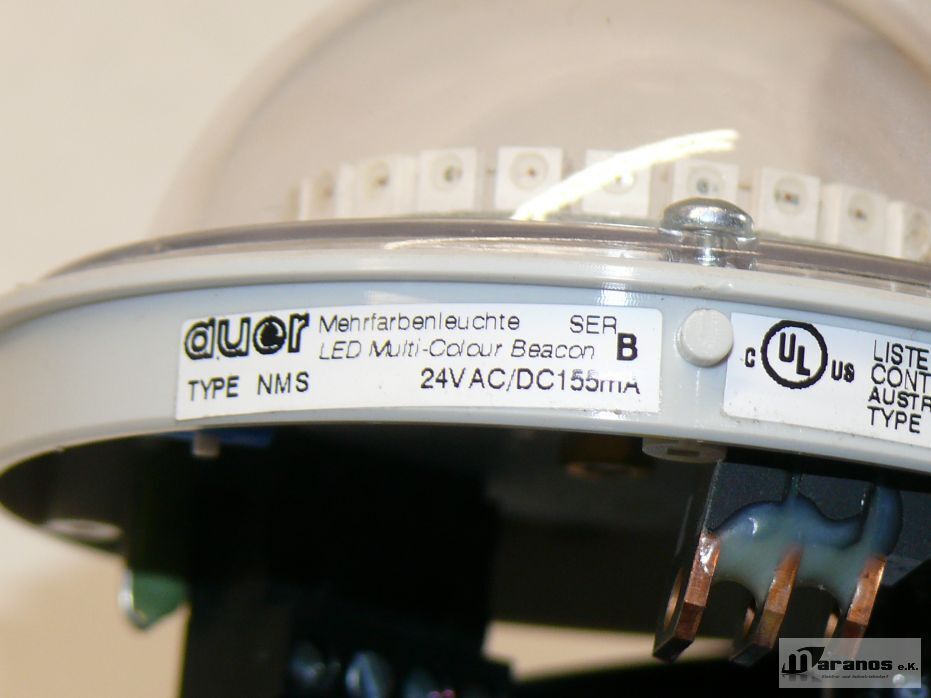 auer
Mehrfarbenleuchte SER
LED Multi-Colour Beacon B
TYPE NMS 24VAC/DC155mA
C UL US
LISTE
CONT
AUSTR
TYPE
maranos e.K.